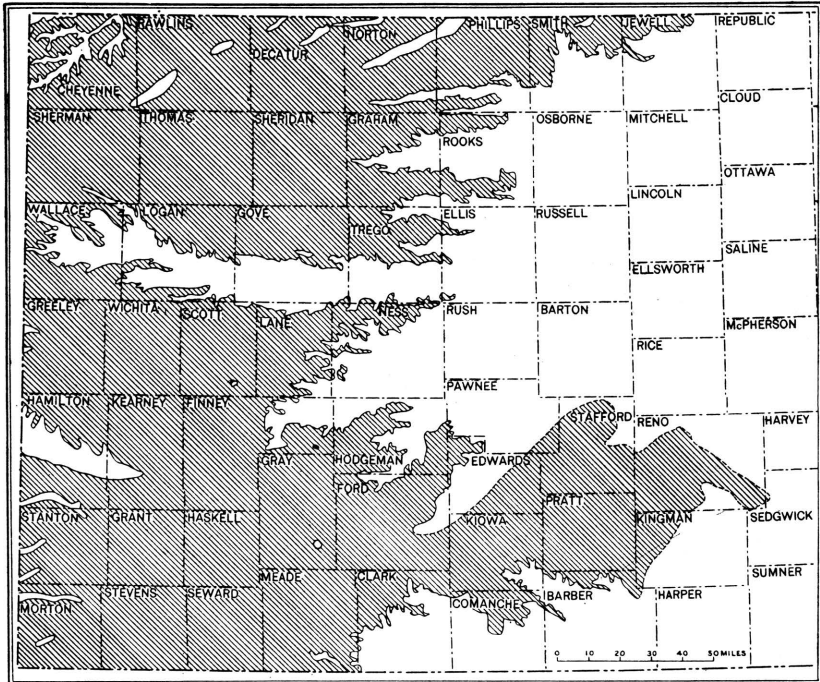 RAWLINS
NORTON
PHILLIPS
SMITH
JEWELL
REPUBLIC
DECATUR
CHEYENNE
CLOUD
SHERMAN
THOMAS
SHERIDAN
GRAHAM
ROOKS
OSBORNE
MITCHELL
OTTAWA
LINCOLN
WALLACE
LOGAN
GOVE
TREGO
ELLIS
RUSSELL
SALINE
ELLSWORTH
GREELEY
WICHITA
SCOTT
LANE
NESS
RUSH
BARTON
McPHERSON
RICE
PAWNEE
HAMILTON
KEARNEY
FINNEY
STAFFORD
RENO
HARVEY
GRAY
HODGEMAN
EDWARDS
FORD
PRATT
STANTON
GRANT
HASKELL
KIOWA
KINGMAN
SEDGWICK
MEADE
CLARK
SUMNER
MORTON
STEVENS
SEWARD
COMANCHE
BARBER
HARPER
0 10 20 30 40 50 MILES